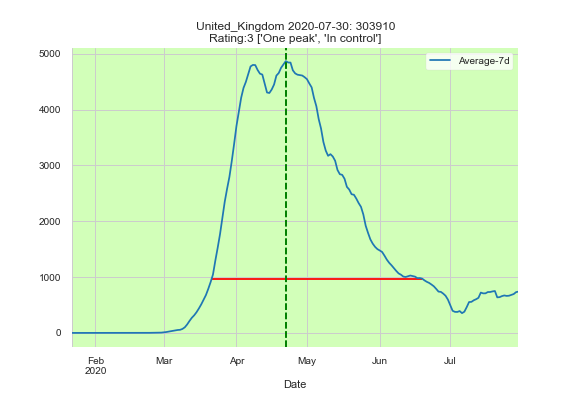 United_Kingdom 2020-07-30: 303910
Rating:3 ['One peak', 'In control']
Average-7d
5000
4000
3000
2000
1000
0
Feb
2020
Mar
Apr
May
Jun
Jul
Date